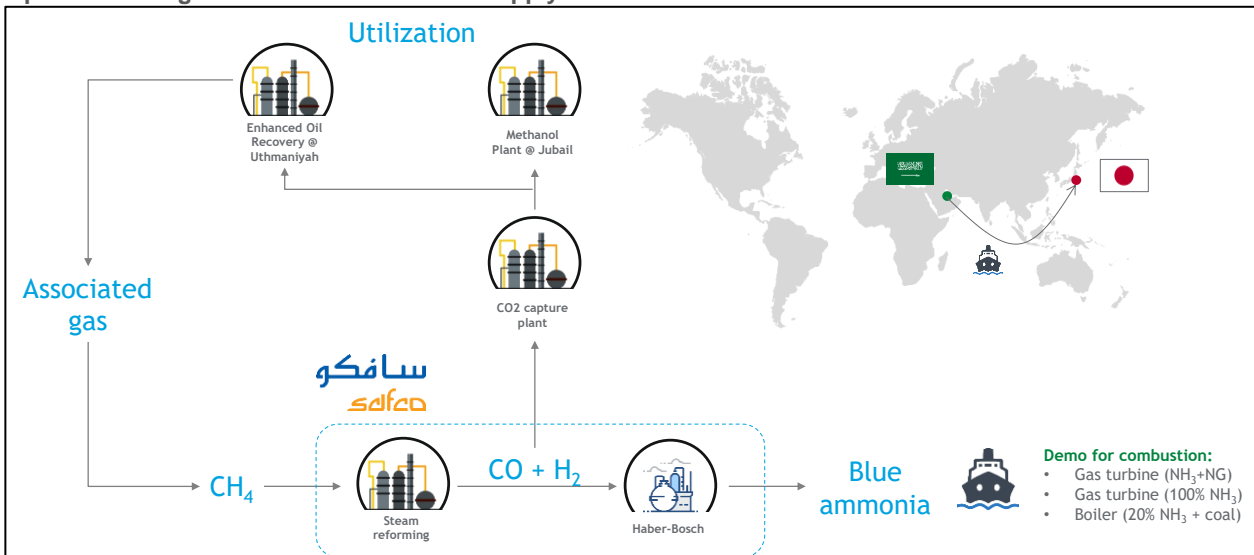 Utilization
Enhanced Oil
Recovery @
Uthmaniyah
Methanol
Plant @ Jubail
Associated
gas
CO2 capture
plant
سافكو
safco
CH₄
Steam
reforming
CO + H₂
Haber-Bosch
Blue
ammonia
Demo for combustion:
• Gas turbine (NH₃+NG)
• Gas turbine (100% NH₃)
• Boiler (20% NH₃ + coal)